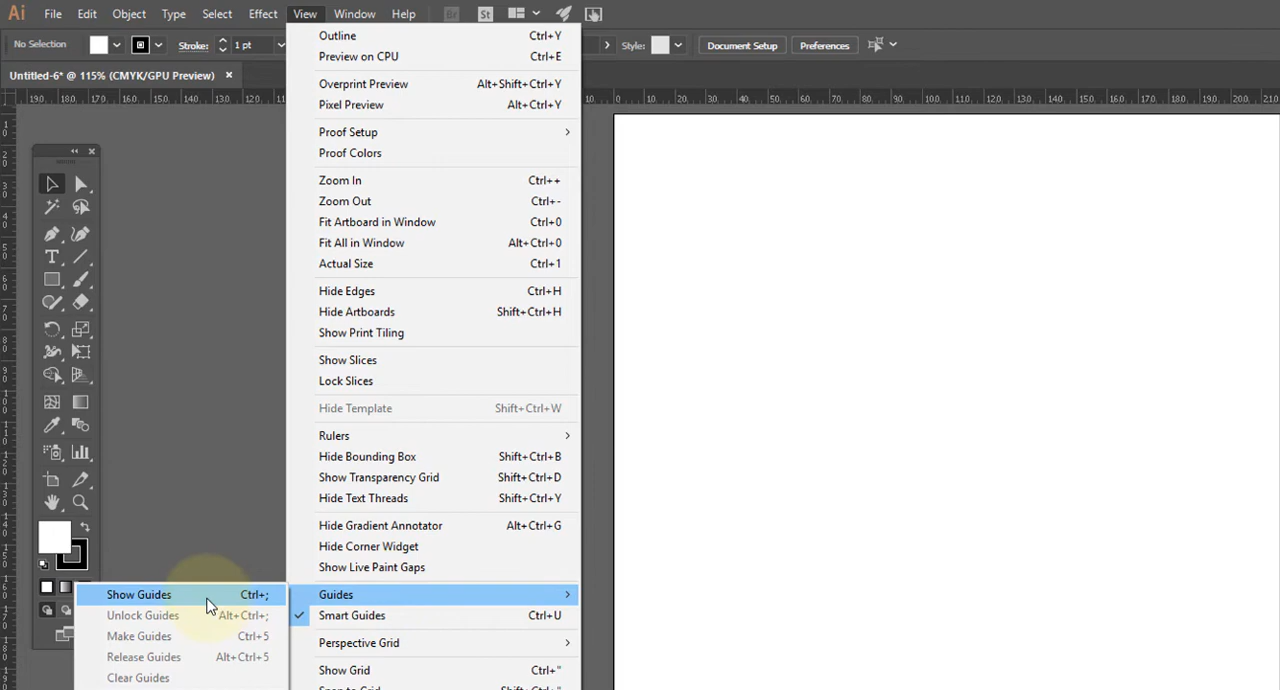 Ai File Edit Object Type Select Effect View Window Help Br St
No Selection Stroke: 1 pt Style: Document Setup Preferences
Untitled-6* @ 115% (CMYK/GPU Preview) ×
Outline Ctrl+Y
Preview on CPU Ctrl+E
Overprint Preview Alt+Shift+Ctrl+Y
Pixel Preview Alt+Ctrl+Y
Proof Setup
Proof Colors
Zoom In Ctrl++
Zoom Out Ctrl+-
Fit Artboard in Window Ctrl+0
Fit All in Window Alt+Ctrl+0
Actual Size Ctrl+1
Hide Edges Ctrl+H
Hide Artboards Shift+Ctrl+H
Show Print Tiling
Show Slices
Lock Slices
Hide Template Shift+Ctrl+W
Rulers
Hide Bounding Box Shift+Ctrl+B
Show Transparency Grid Shift+Ctrl+D
Hide Text Threads Shift+Ctrl+Y
Hide Gradient Annotator Alt+Ctrl+G
Hide Corner Widget
Show Live Paint Gaps
Guides
Smart Guides Ctrl+U
Perspective Grid
Show Grid Ctrl+"
Show Guides Ctrl+;
Unlock Guides Alt+Ctrl+;
Make Guides Ctrl+5
Release Guides Alt+Ctrl+5
Clear Guides